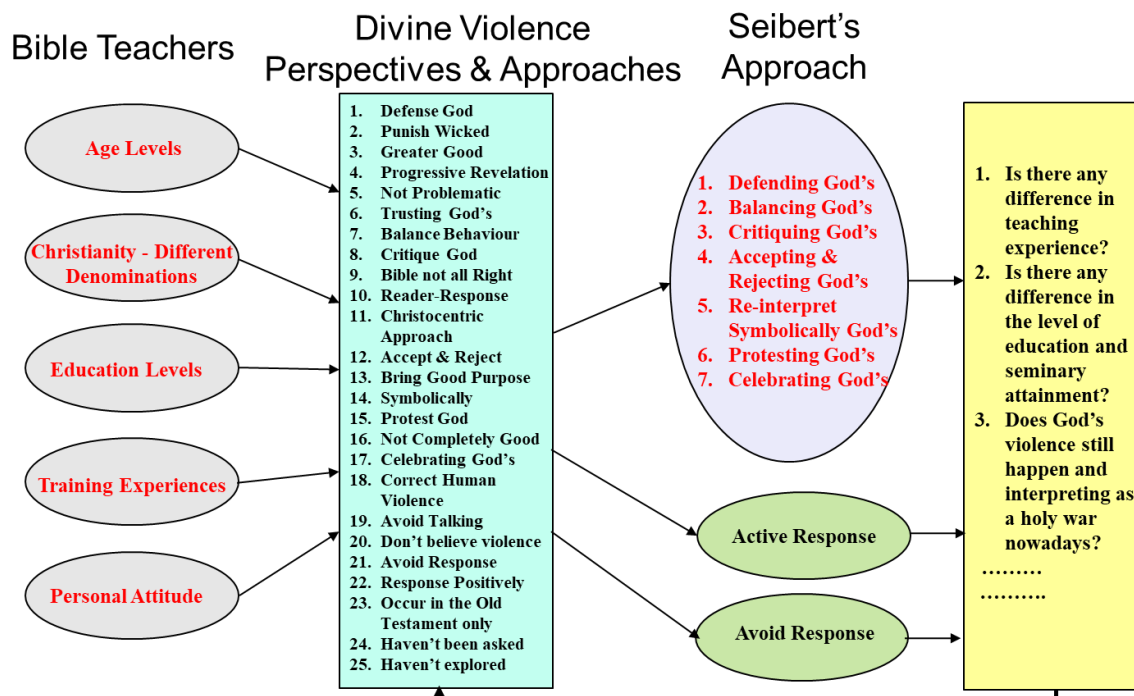 Bible Teachers
Divine Violence
Perspectives & Approaches
Seibert's
Approach
Age Levels
Christianity - Different
Denominations
Education Levels
Training Experiences
Personal Attitude
1. Defense God
2. Punish Wicked
3. Greater Good
4. Progressive Revelation
5. Not Problematic
6. Trusting God's
7. Balance Behaviour
8. Critique God
9. Bible not all Right
10. Reader-Response
11. Christocentric
Approach
12. Accept & Reject
13. Bring Good Purpose
14. Symbolically
15. Protest God
16. Not Completely Good
17. Celebrating God's
18. Correct Human
Violence
19. Avoid Talking
20. Don't believe violence
21. Avoid Response
22. Response Positively
23. Occur in the Old
Testament only
24. Haven't been asked
25. Haven't explored
1. Defending God's
2. Balancing God's
3. Critiquing God's
4. Accepting &
Rejecting God's
5. Re-interpret
Symbolically God's
6. Protesting God's
7. Celebrating God's
Active Response
Avoid Response
1. Is there any
difference in
teaching
experience?
2. Is there any
difference in
the level of
education and
seminary
attainment?
3. Does God's
violence still
happen and
interpreting as
a holy war
nowadays?
………
……….